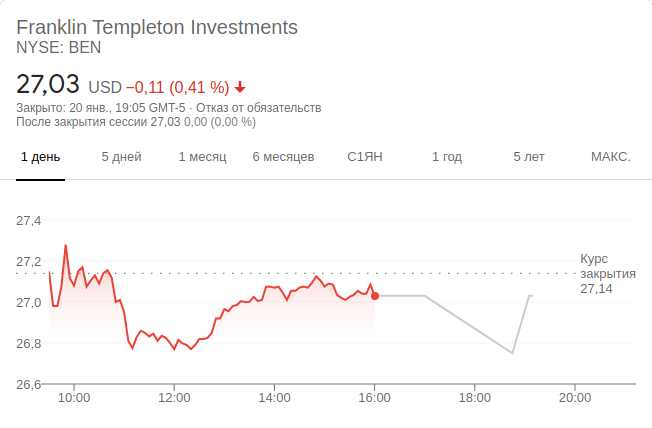 Franklin Templeton Investments
NYSE: BEN
27,03 USD −0,11 (0,41 %)
Закрыто: 20 янв., 19:05 GMT-5 · Отказ от обязательств
После закрытия сессии 27,03 0,00 (0,00 %)
1 день 5 дней 1 месяц 6 месяцев С1ЯН 1 год 5 лет МАКС.
27,4
27,2
27,0
26,8
26,6
Курс
закрытия
27,14
10:00 12:00 14:00 16:00 18:00 20:00